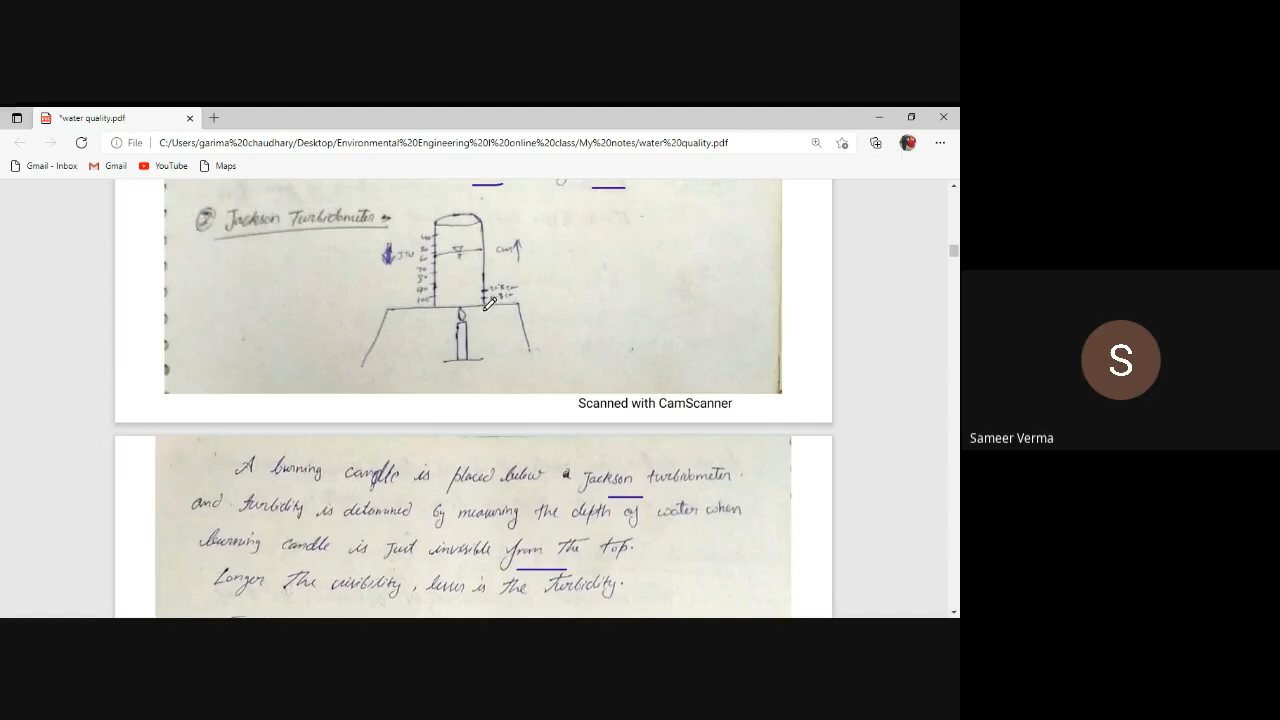 *water quality.pdf
File C:/Users/garima%20chaudhary/Desktop/Environmental%20Engineering%20I%20online%20class/My%20notes/water%20quality.pdf
Gmail - Inbox Gmail YouTube Maps
② Jackson Turbidometer
JTU
cm
Scanned with CamScanner
A burning candle is placed below a Jackson turbidometer
and turbidity is determined by measuring the depth of water when
burning candle is just invisible from the top.
Longer the visibility, lesser is the turbidity.
S
Sameer Verma